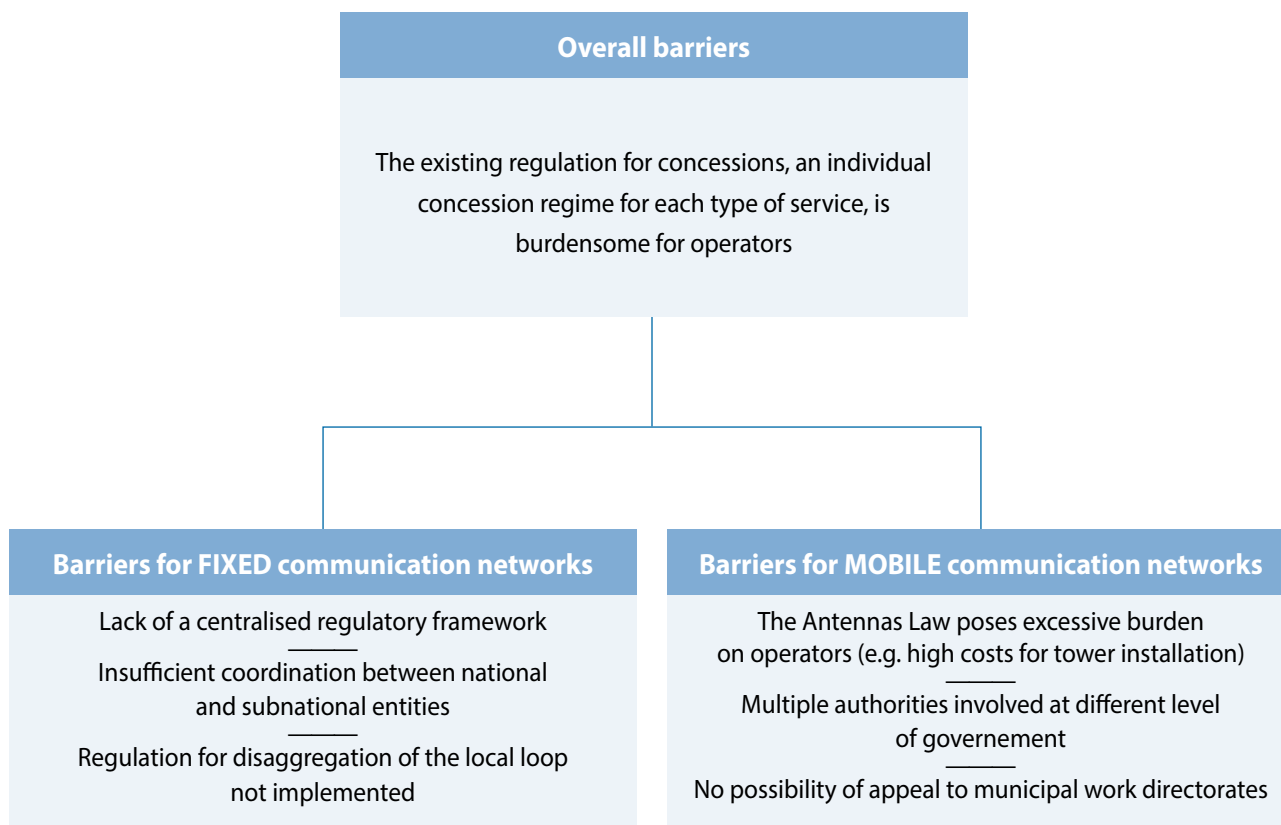 Overall barriers
The existing regulation for concessions, an individual
concession regime for each type of service, is
burdensome for operators
Barriers for FIXED communication networks
Lack of a centralised regulatory framework
Insufficient coordination between national
and subnational entities
Regulation for disaggregation of the local loop
not implemented
Barriers for MOBILE communication networks
The Antennas Law poses excessive burden
on operators (e.g. high costs for tower installation)
Multiple authorities involved at different level
of governement
No possibility of appeal to municipal work directorates